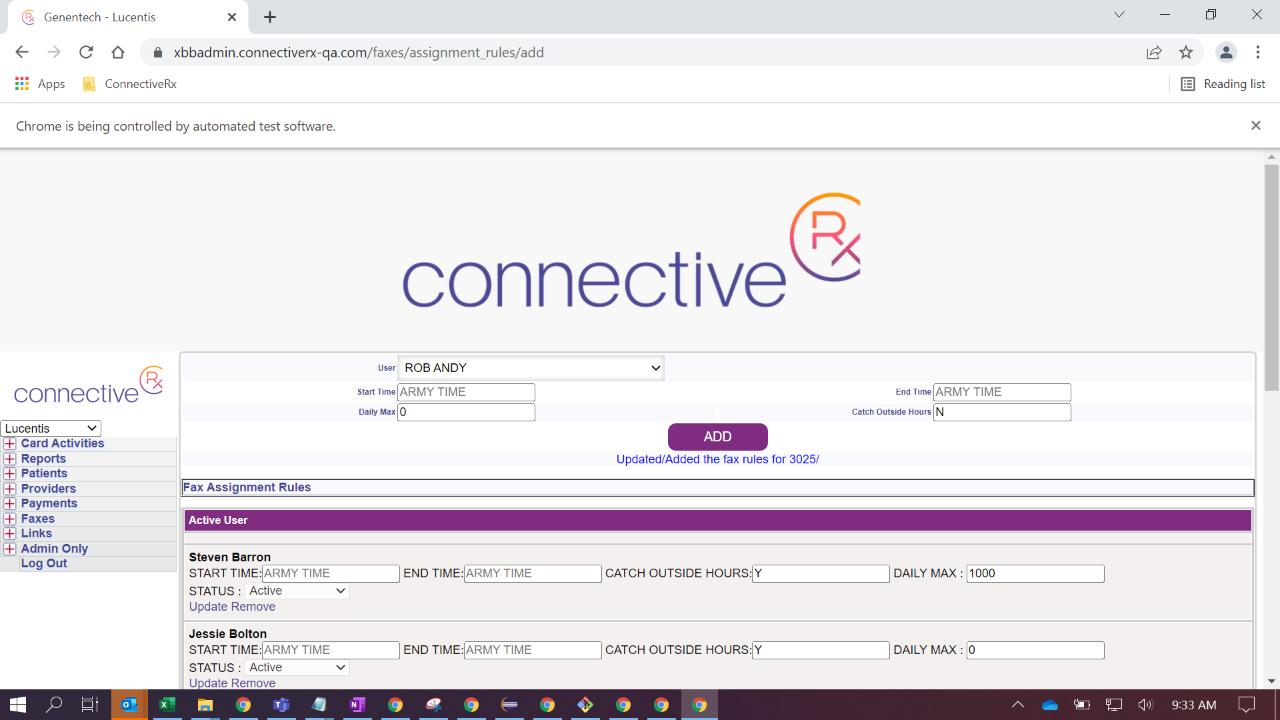 Genentech - Lucentis
xbbadmin.connectiverx-qa.com/faxes/assignment_rules/add
Apps ConnectiveRx Reading list
Chrome is being controlled by automated test software.
connective Rx
connective Rx
Lucentis
Card Activities
Reports
Patients
Providers
Payments
Faxes
Links
Admin Only
Log Out
User ROB ANDY
Start Time ARMY TIME End Time ARMY TIME
Daily Max 0 Catch Outside Hours N
ADD
Updated/Added the fax rules for 3025/
Fax Assignment Rules
Active User
Steven Barron
START TIME: ARMY TIME END TIME: ARMY TIME CATCH OUTSIDE HOURS: Y DAILY MAX : 1000
STATUS : Active
Update Remove
Jessie Bolton
START TIME: ARMY TIME END TIME: ARMY TIME CATCH OUTSIDE HOURS: Y DAILY MAX : 0
STATUS : Active
Update Remove
9:33 AM